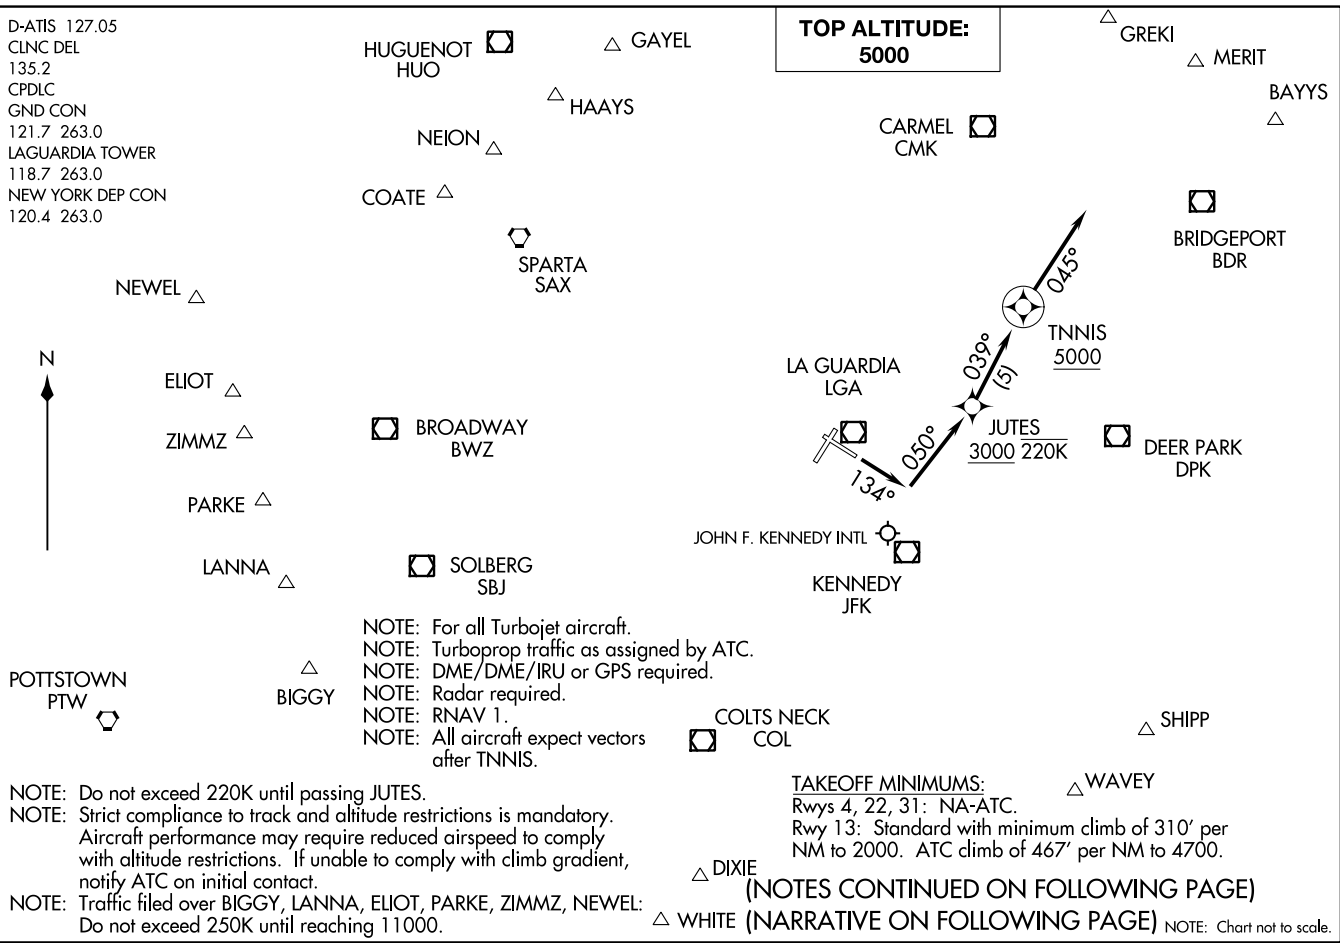 D-ATIS 127.05
CLNC DEL
135.2
CPDLC
GND CON
121.7 263.0
LAGUARDIA TOWER
118.7 263.0
NEW YORK DEP CON
120.4 263.0
HUGUENOT
HUO
GAYEL
HAAYS
NEION
COATE
SPARTA
SAX
TOP ALTITUDE:
5000
GREKI
MERIT
BAYYS
CARMEL
CMK
BRIDGEPORT
BDR
NEWEL
N
ELIOT
ZIMMZ
PARKE
LANNA
BROADWAY
BWZ
SOLBERG
SBJ
045°
TNNIS
5000
039°
(5)
LA GUARDIA
LGA
050°
JUTES
3000 220K
134°
DEER PARK
DPK
JOHN F. KENNEDY INTL
KENNEDY
JFK
POTTSTOWN
PTW
BIGGY
NOTE: For all Turbojet aircraft.
NOTE: Turboprop traffic as assigned by ATC.
NOTE: DME/DME/IRU or GPS required.
NOTE: Radar required.
NOTE: RNAV 1.
NOTE: All aircraft expect vectors
after TNNIS.
COLTS NECK
COL
SHIPP
WAVEY
NOTE: Do not exceed 220K until passing JUTES.
NOTE: Strict compliance to track and altitude restrictions is mandatory.
Aircraft performance may require reduced airspeed to comply
with altitude restrictions. If unable to comply with climb gradient,
notify ATC on initial contact.
NOTE: Traffic filed over BIGGY, LANNA, ELIOT, PARKE, ZIMMZ, NEWEL:
Do not exceed 250K until reaching 11000.
TAKEOFF MINIMUMS:
Rwys 4, 22, 31: NA-ATC.
Rwy 13: Standard with minimum climb of 310' per
NM to 2000. ATC climb of 467' per NM to 4700.
DIXIE
(NOTES CONTINUED ON FOLLOWING PAGE)
WHITE
(NARRATIVE ON FOLLOWING PAGE)
NOTE: Chart not to scale.